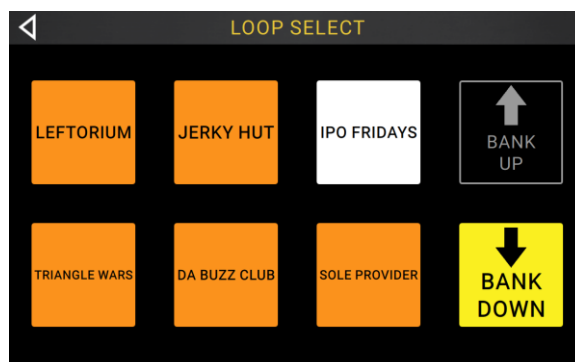 LOOP SELECT
LEFTORIUM
JERKY HUT
IPO FRIDAYS
BANK
UP
TRIANGLE WARS
DA BUZZ CLUB
SOLE PROVIDER
BANK
DOWN